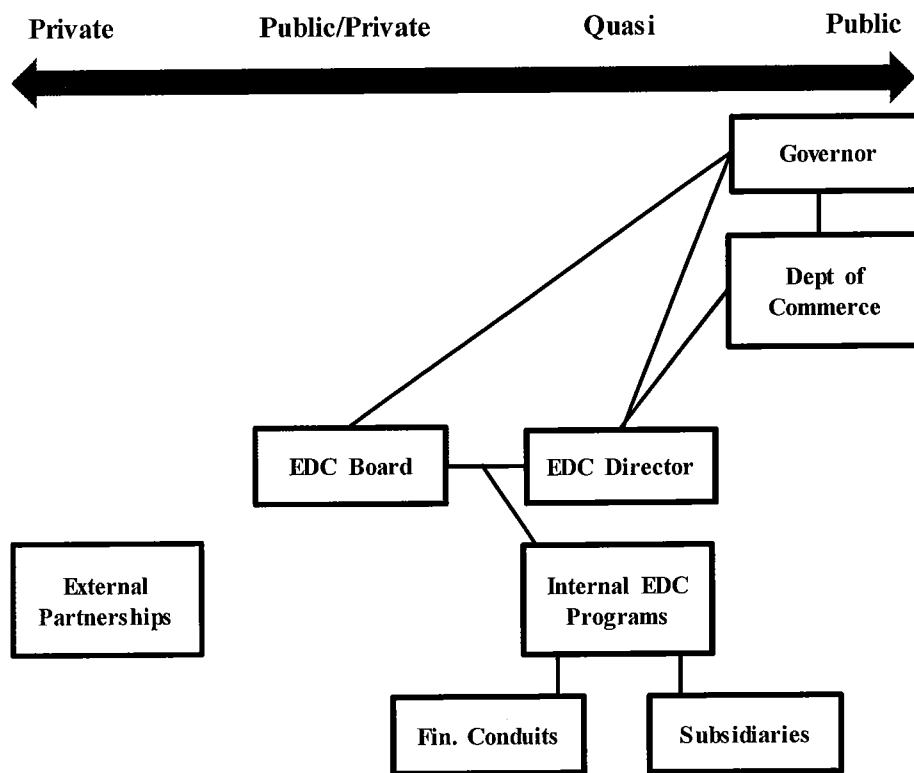 Private Public/Private Quasi Public
Governor
Dept of
Commerce
EDC Board
EDC Director
External
Partnerships
Internal EDC
Programs
Fin. Conduits
Subsidiaries